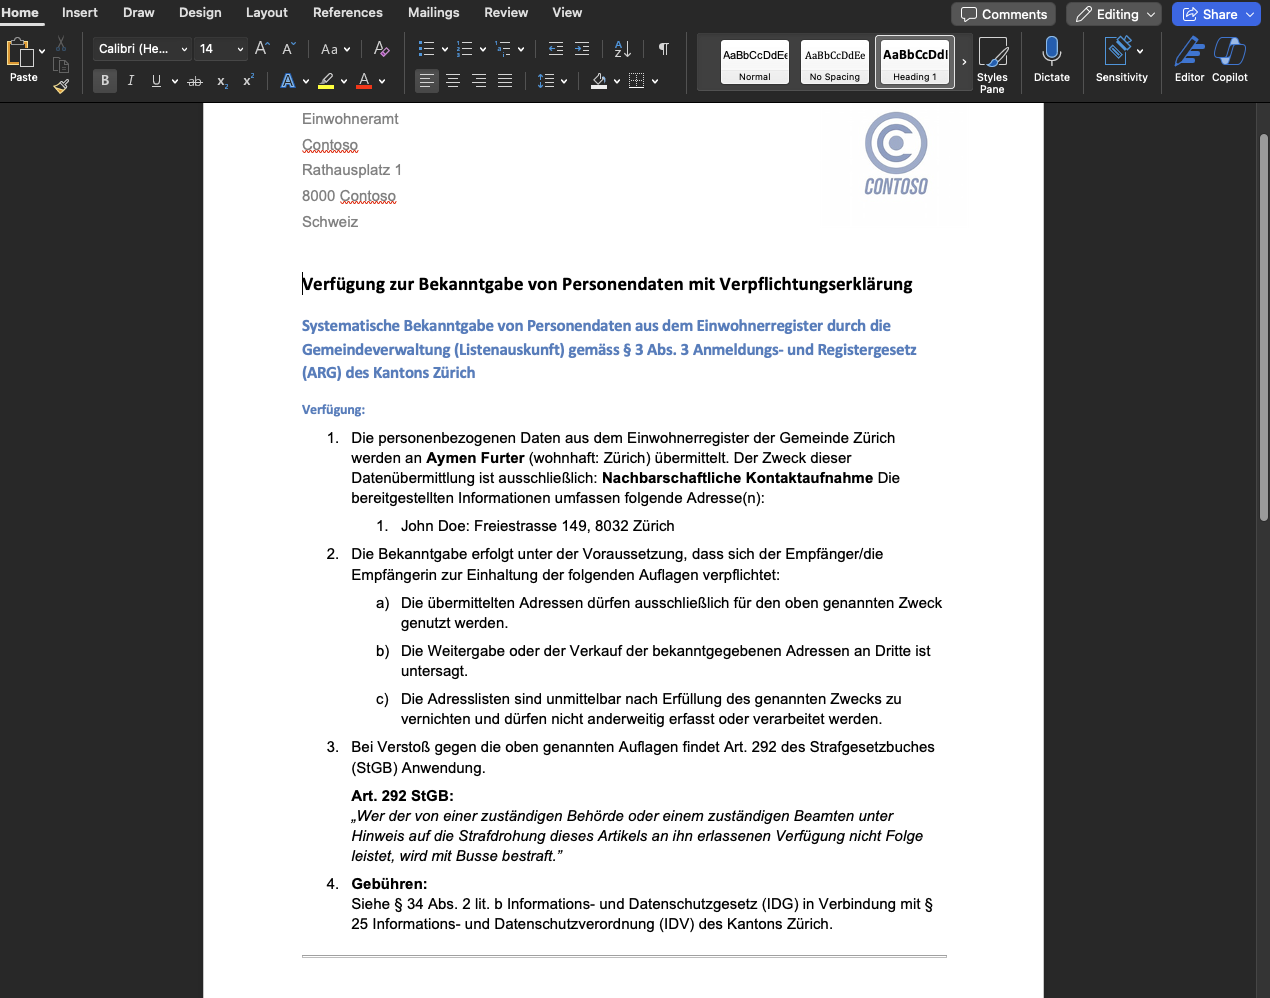 Home Insert Draw Design Layout References Mailings Review View Comments Editing Share
Paste Calibri (He... 14 Aa AaBbCcDdEe AaBbCcDdEe AaBbCcDdI
Normal No Spacing Heading 1 Styles Pane Dictate Sensitivity Editor Copilot
Einwohneramt
Contoso
Rathausplatz 1
8000 Contoso
Schweiz
CONTOSO
Verfügung zur Bekanntgabe von Personendaten mit Verpflichtungserklärung
Systematische Bekanntgabe von Personendaten aus dem Einwohnerregister durch die
Gemeindeverwaltung (Listenauskunft) gemäss § 3 Abs. 3 Anmeldungs- und Registergesetz
(ARG) des Kantons Zürich
Verfügung:
1. Die personenbezogenen Daten aus dem Einwohnerregister der Gemeinde Zürich
werden an Aymen Furter (wohnhaft: Zürich) übermittelt. Der Zweck dieser
Datenübermittlung ist ausschließlich: Nachbarschaftliche Kontaktaufnahme Die
bereitgestellten Informationen umfassen folgende Adresse(n):
1. John Doe: Freiestrasse 149, 8032 Zürich
2. Die Bekanntgabe erfolgt unter der Voraussetzung, dass sich der Empfänger/die
Empfängerin zur Einhaltung der folgenden Auflagen verpflichtet:
a) Die übermittelten Adressen dürfen ausschließlich für den oben genannten Zweck
genutzt werden.
b) Die Weitergabe oder der Verkauf der bekanntgegebenen Adressen an Dritte ist
untersagt.
c) Die Adresslisten sind unmittelbar nach Erfüllung des genannten Zwecks zu
vernichten und dürfen nicht anderweitig erfasst oder verarbeitet werden.
3. Bei Verstoß gegen die oben genannten Auflagen findet Art. 292 des Strafgesetzbuches
(StGB) Anwendung.
Art. 292 StGB:
„Wer der von einer zuständigen Behörde oder einem zuständigen Beamten unter
Hinweis auf die Strafdrohung dieses Artikels an ihn erlassenen Verfügung nicht Folge
leistet, wird mit Busse bestraft.”
4. Gebühren:
Siehe § 34 Abs. 2 lit. b Informations- und Datenschutzgesetz (IDG) in Verbindung mit §
25 Informations- und Datenschutzverordnung (IDV) des Kantons Zürich.